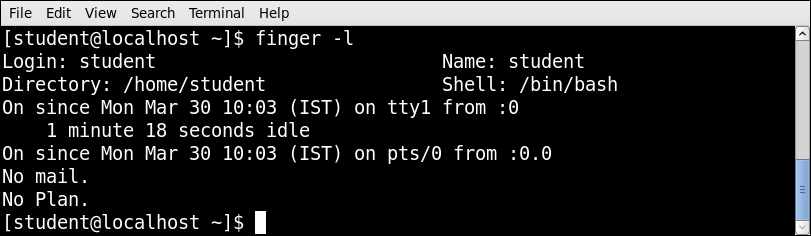 File Edit View Search Terminal Help
[student@localhost ~]$ finger -l
Login: student                          Name: student
Directory: /home/student                Shell: /bin/bash
On since Mon Mar 30 10:03 (IST) on tty1 from :0
    1 minute 18 seconds idle
On since Mon Mar 30 10:03 (IST) on pts/0 from :0.0
No mail.
No Plan.
[student@localhost ~]$